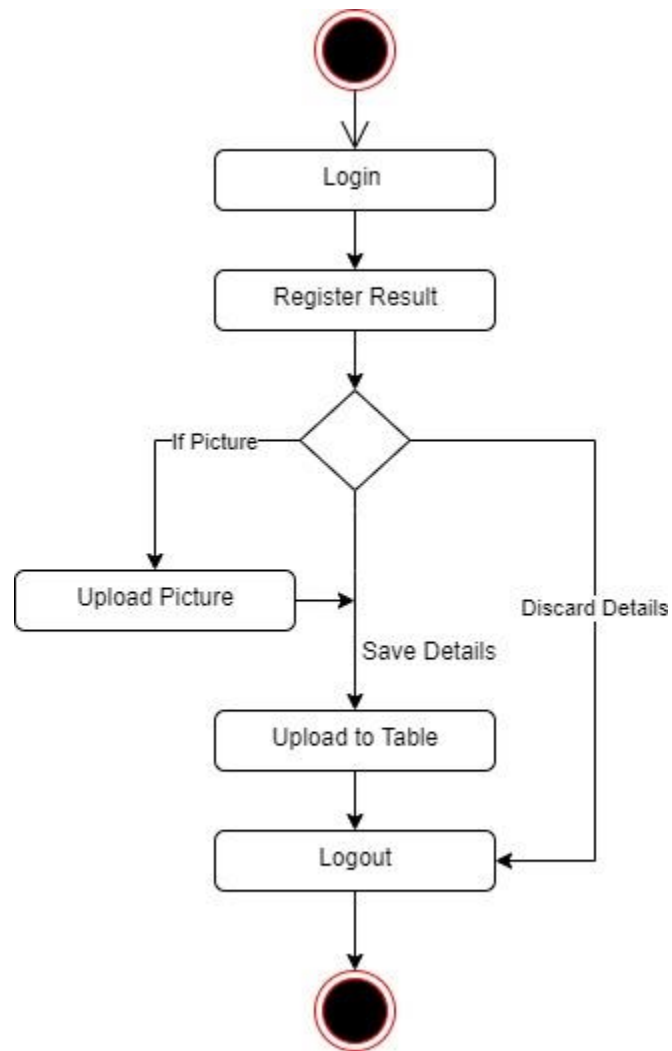 Login
Register Result
If Picture
Upload Picture
Discard Details
Save Details
Upload to Table
Logout